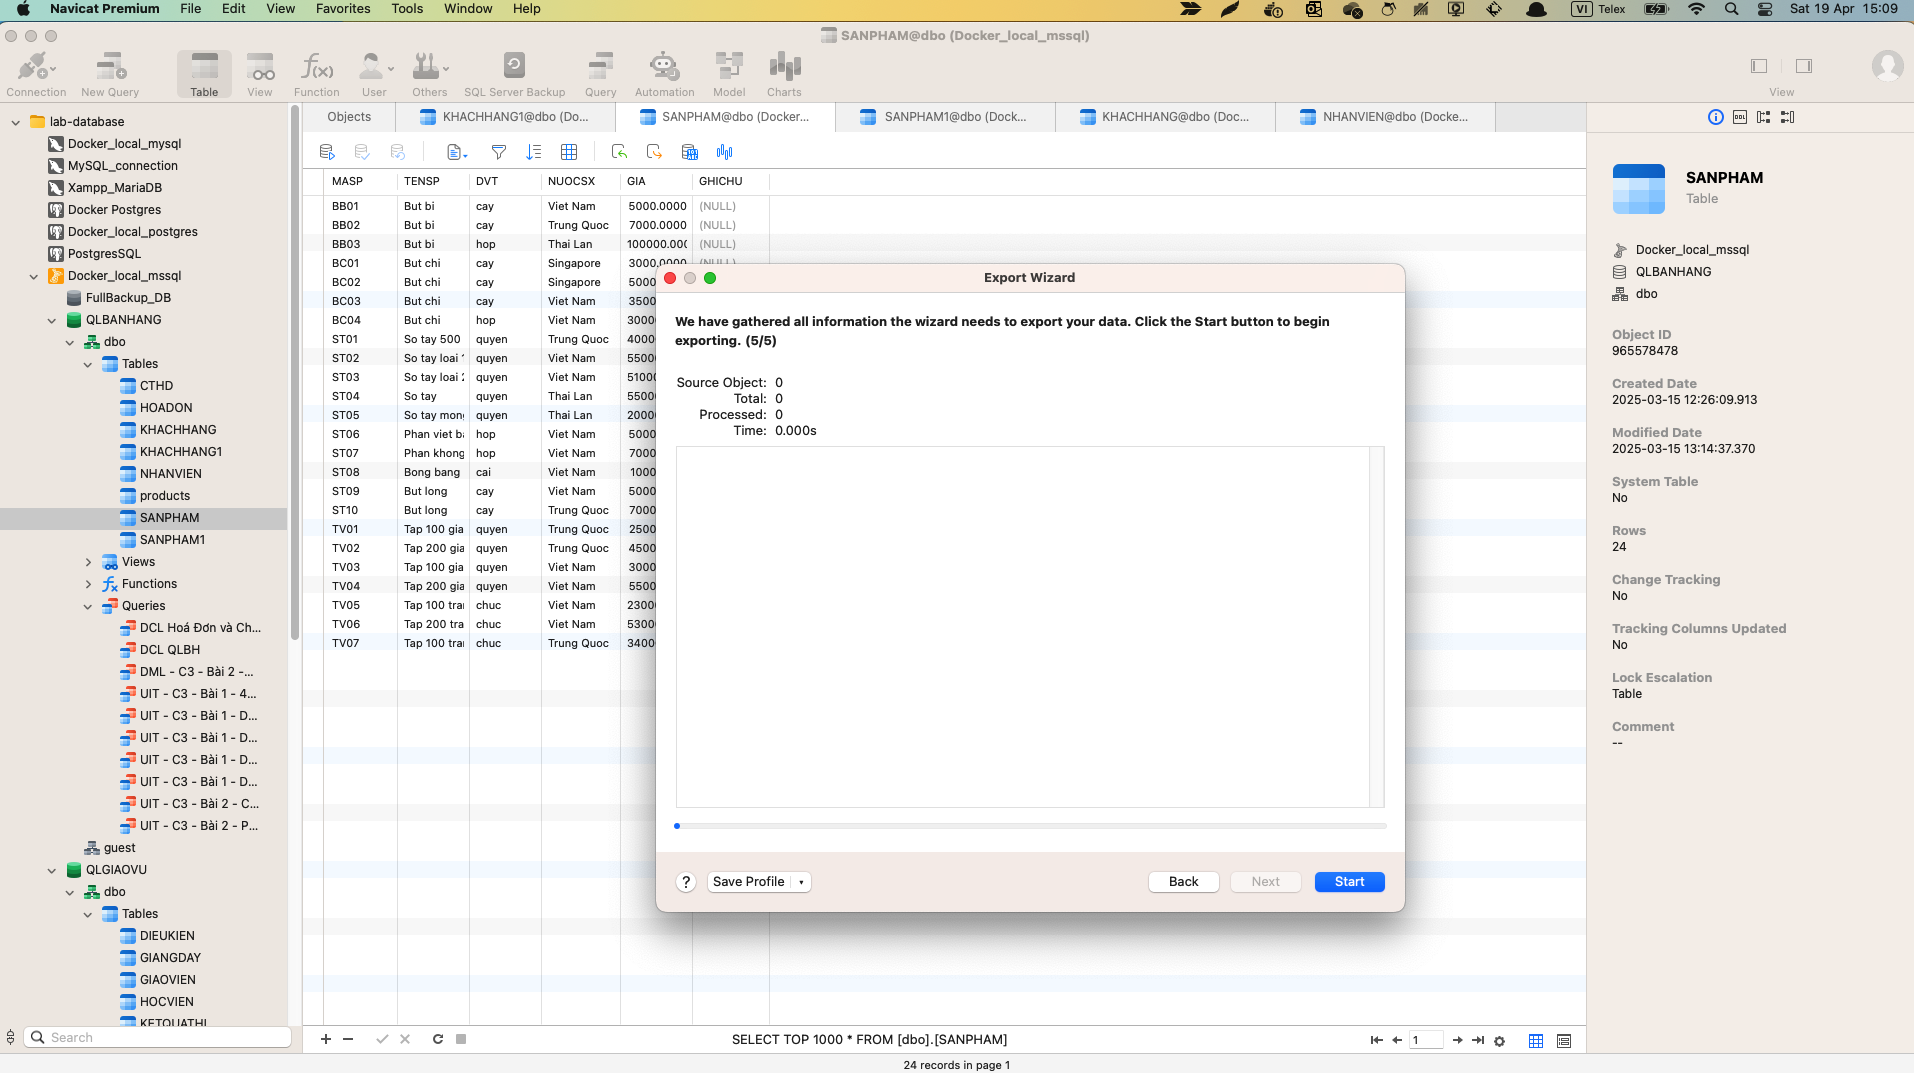 Navicat Premium File Edit View Favorites Tools Window Help VI Telex Sat 19 Apr 15:09
SANPHAM@dbo (Docker_local_mssql)
Connection New Query Table View Function User Others SQL Server Backup Query Automation Model Charts View
lab-database
Docker_local_mysql
MySQL_connection
Xampp_MariaDB
Docker Postgres
Docker_local_postgres
PostgresSQL
Docker_local_mssql
FullBackup_DB
QLBANHANG
dbo
Tables
CTHD
HOADON
KHACHHANG
KHACHHANG1
NHANVIEN
products
SANPHAM
SANPHAM1
Views
Functions
Queries
DCL Hoá Đơn và Ch...
DCL QLBH
DML - C3 - Bài 2 -...
UIT - C3 - Bài 1 - 4...
UIT - C3 - Bài 1 - D...
UIT - C3 - Bài 1 - D...
UIT - C3 - Bài 1 - D...
UIT - C3 - Bài 1 - D...
UIT - C3 - Bài 2 - C...
UIT - C3 - Bài 2 - P...
guest
QLGIAOVU
dbo
Tables
DIEUKIEN
GIANGDAY
GIAOVIEN
HOCVIEN
KETQUATHI
Search
Objects KHACHHANG1@dbo (Do... SANPHAM@dbo (Docker... SANPHAM1@dbo (Dock... KHACHHANG@dbo (Doc... NHANVIEN@dbo (Docke...
MASP TENSP DVT NUOCSX GIA GHICHU
BB01 But bi cay Viet Nam 5000.0000 (NULL)
BB02 But bi cay Trung Quoc 7000.0000 (NULL)
BB03 But bi hop Thai Lan 100000.00( (NULL)
BC01 But chi cay Singapore 3000.0000 (NULL)
BC02 But chi cay Singapore 5000
BC03 But chi cay Viet Nam 3500
BC04 But chi hop Viet Nam 3000
ST01 So tay 500 quyen Trung Quoc 4000
ST02 So tay loai quyen Viet Nam 5500
ST03 So tay loai quyen Viet Nam 5100
ST04 So tay quyen Thai Lan 5500
ST05 So tay mon quyen Thai Lan 2000
ST06 Phan viet b hop Viet Nam 5000
ST07 Phan khong hop Viet Nam 7000
ST08 Bong bang cai Viet Nam 1000
ST09 But long cay Viet Nam 5000
ST10 But long cay Trung Quoc 7000
TV01 Tap 100 gia quyen Trung Quoc 2500
TV02 Tap 200 gia quyen Trung Quoc 4500
TV03 Tap 100 gia quyen Viet Nam 3000
TV04 Tap 200 gia quyen Viet Nam 5500
TV05 Tap 100 tra chuc Viet Nam 2300
TV06 Tap 200 tra chuc Viet Nam 5300
TV07 Tap 100 tra chuc Trung Quoc 3400
Export Wizard
We have gathered all information the wizard needs to export your data. Click the Start button to begin
exporting. (5/5)
Source Object: 0
Total: 0
Processed: 0
Time: 0.000s
? Save Profile Back Next Start
SELECT TOP 1000 * FROM [dbo].[SANPHAM] 1
24 records in page 1
DDL
SANPHAM
Table
Docker_local_mssql
QLBANHANG
dbo
Object ID
965578478
Created Date
2025-03-15 12:26:09.913
Modified Date
2025-03-15 13:14:37.370
System Table
No
Rows
24
Change Tracking
No
Tracking Columns Updated
No
Lock Escalation
Table
Comment
--